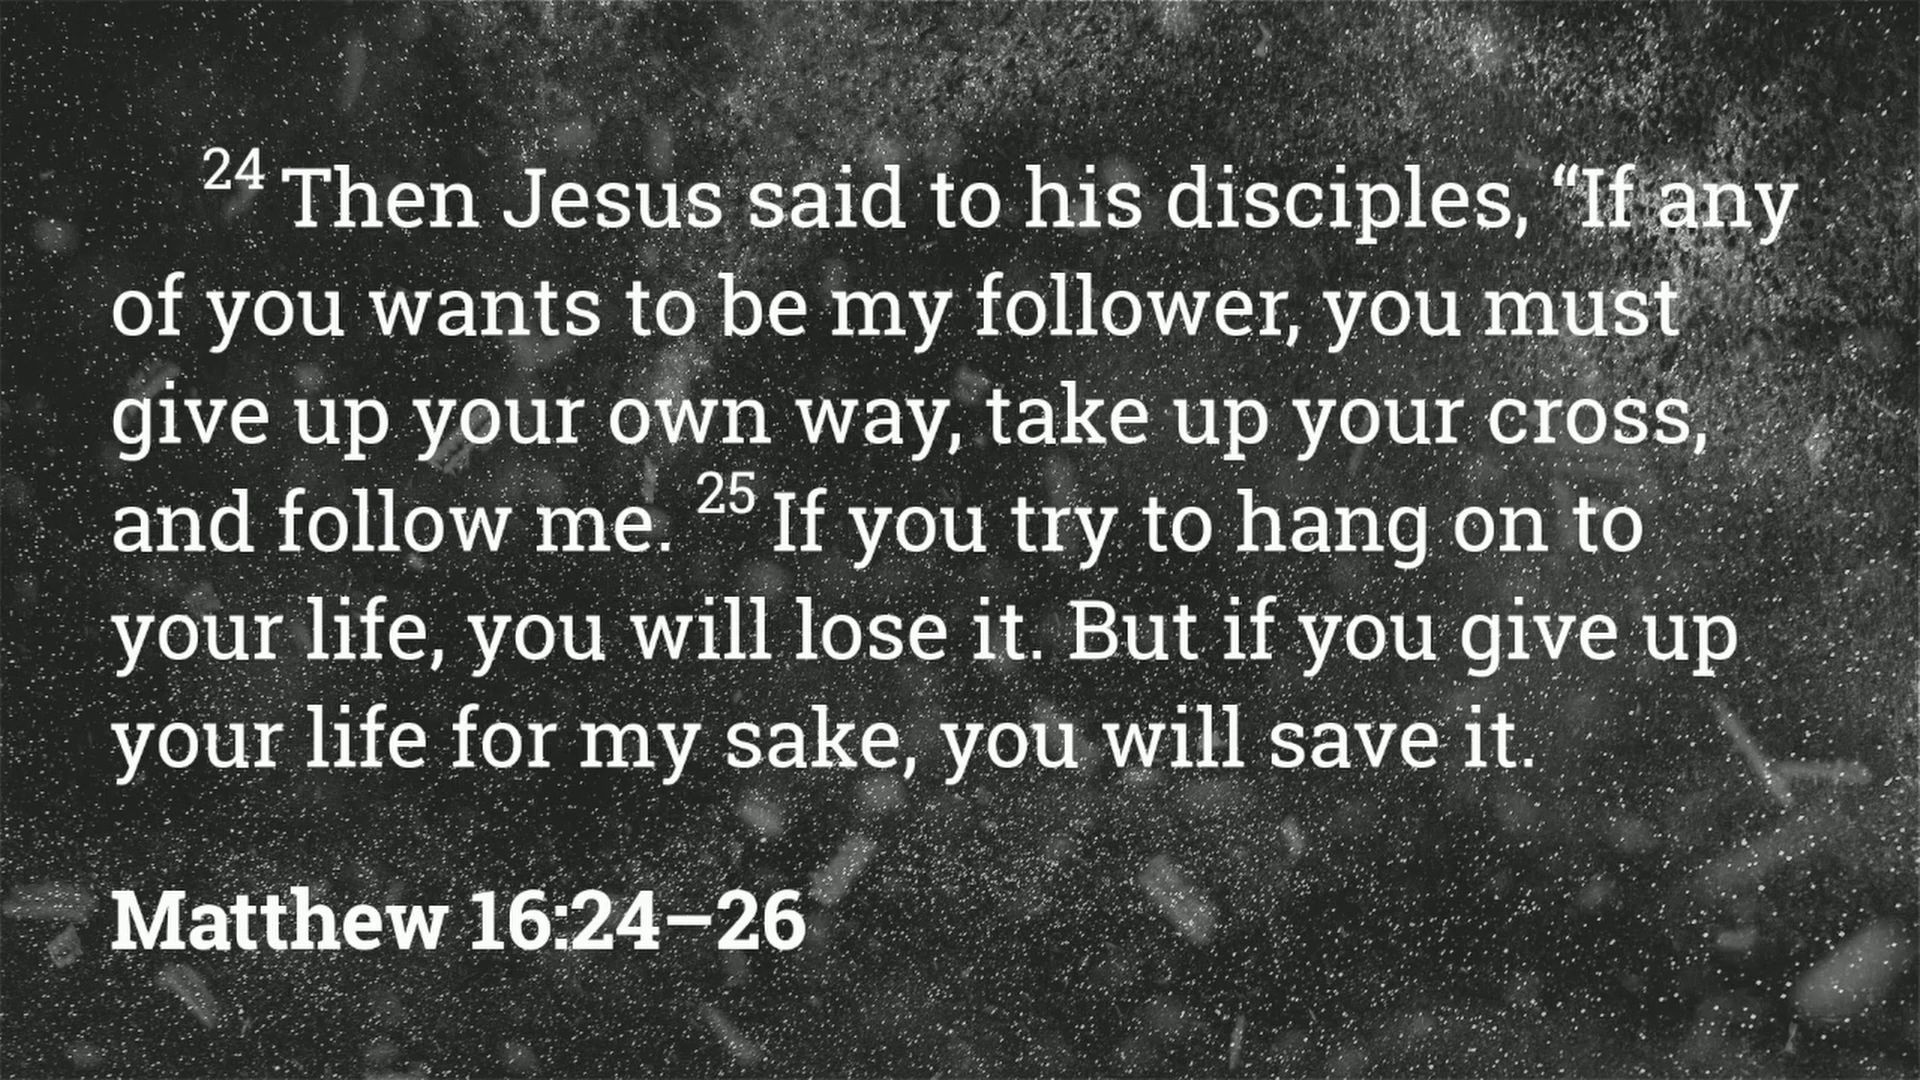 24 Then Jesus said to his disciples, “If any
of you wants to be my follower, you must
give up your own way, take up your cross,
and follow me. 25 If you try to hang on to
your life, you will lose it. But if you give up
your life for my sake, you will save it.
Matthew 16:24–26